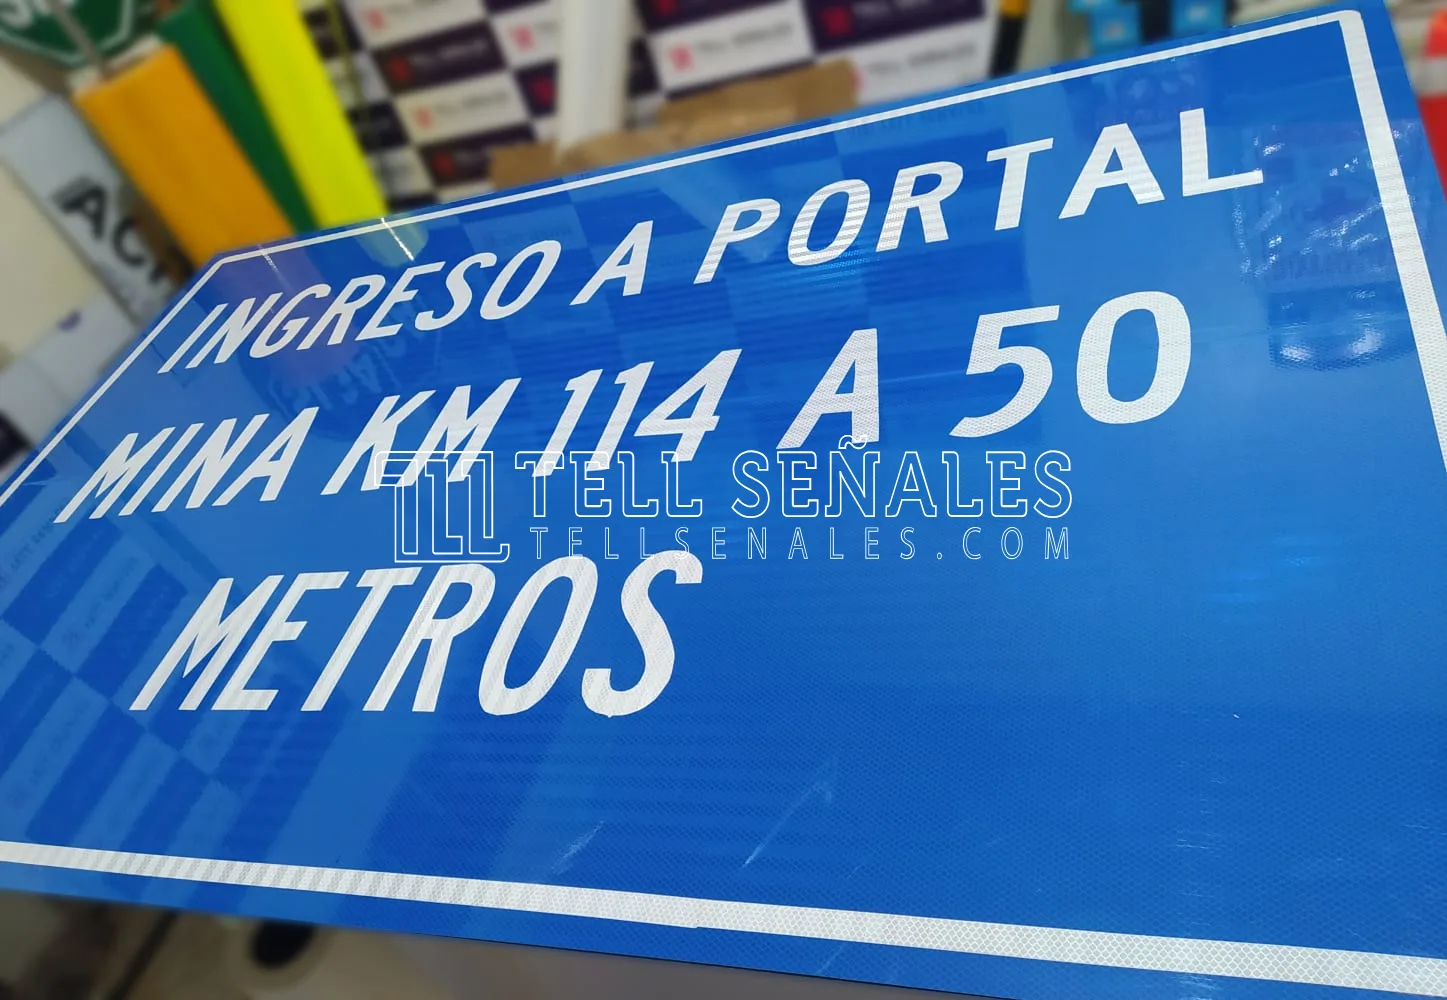 INGRESO A PORTAL
MINA KM 114 A 50
METROS
TELL SEÑALES
TELLSENALES.COM